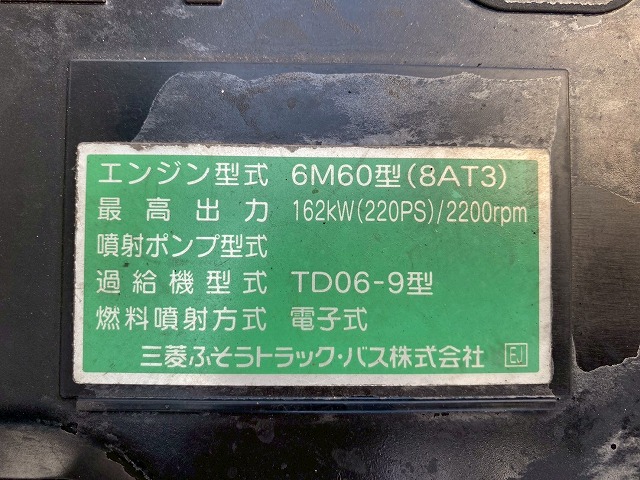 エンジン型式 6M60型(8AT3)
最高出力 162kW(220PS)/2200rpm
噴射ポンプ型式
過給機型式 TD06-9型
燃料噴射方式 電子式
三菱ふそうトラック・バス株式会社 EJ